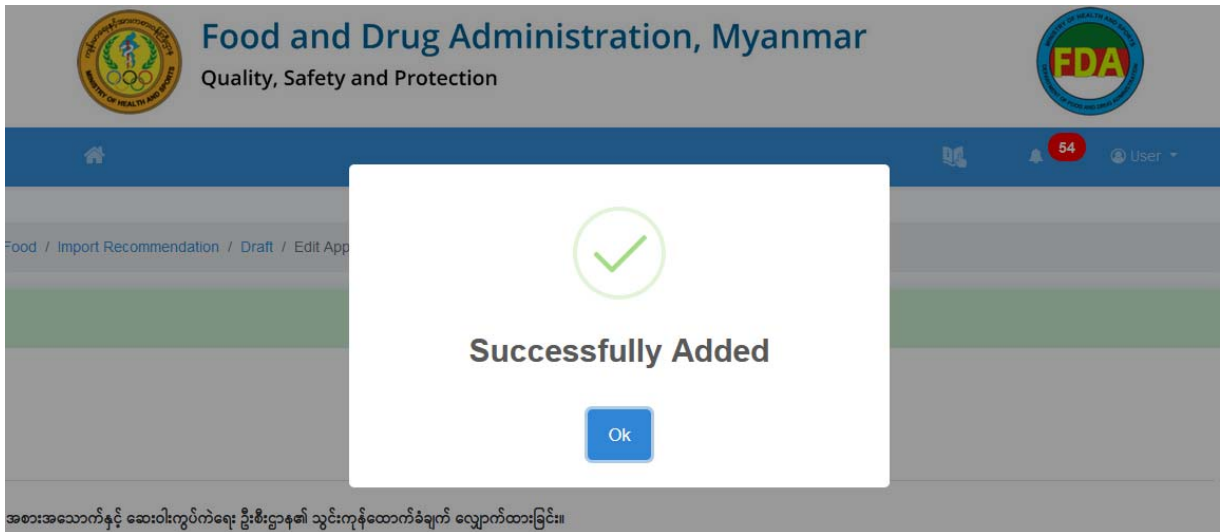 Food and Drug Administration, Myanmar
Quality, Safety and Protection
FDA
54
User
Food / Import Recommendation / Draft / Edit App
Successfully Added
Ok
အစားအသောက်နှင့် ဆေးဝါးကွပ်ကဲရေး ဦးစီးဌာန၏ သွင်းကုန်ထောက်ခံချက် လျှောက်ထားခြင်း။